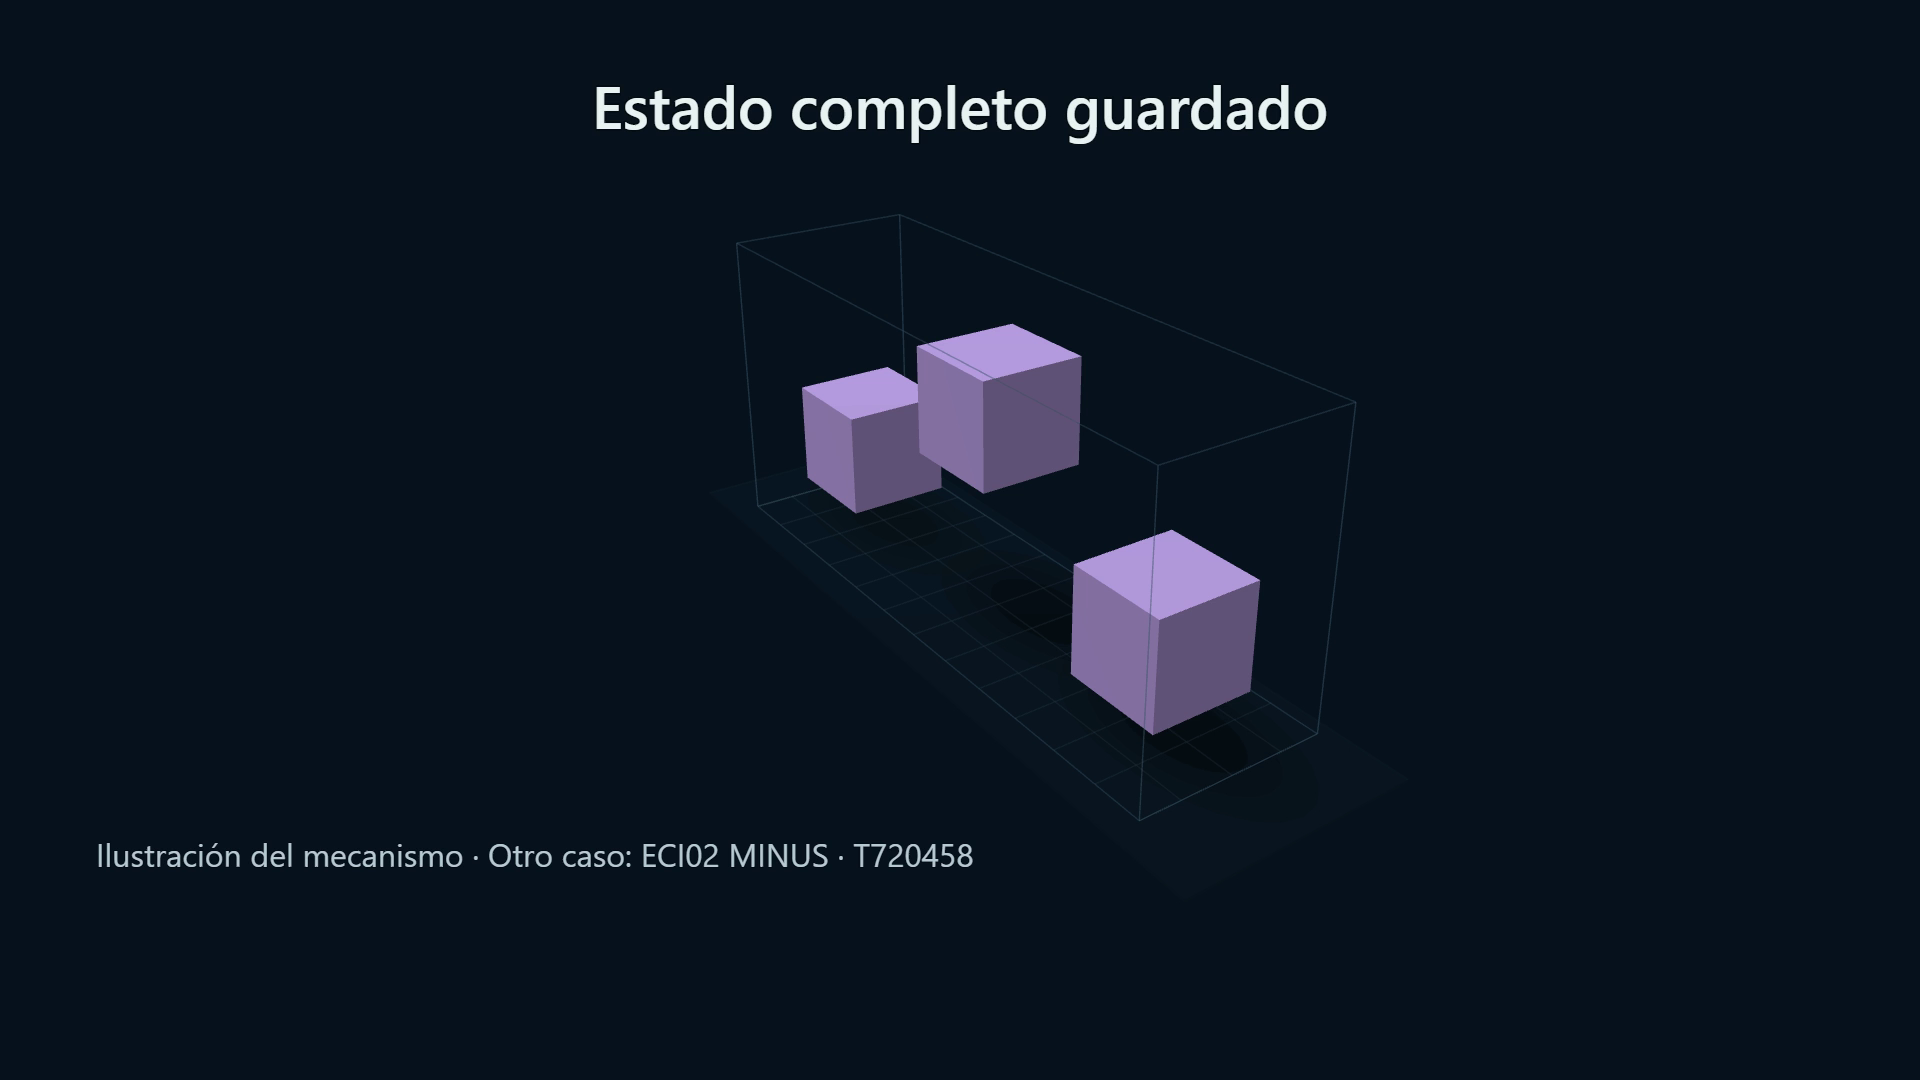 Estado completo guardado
Ilustración del mecanismo · Otro caso: ECI02 MINUS · T720458